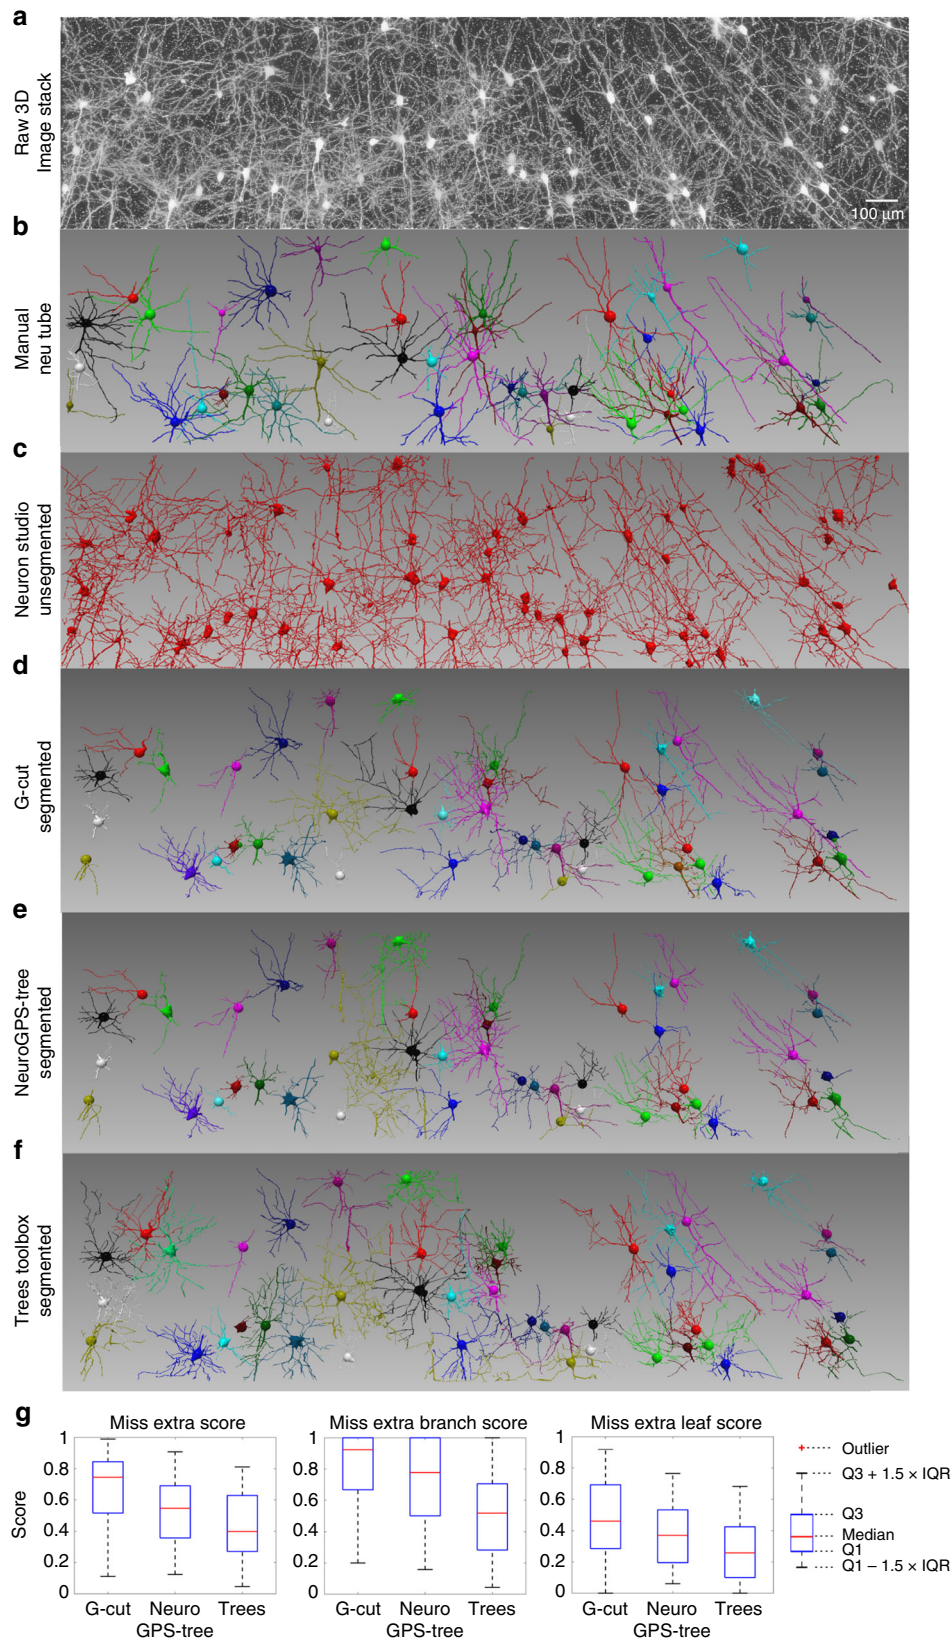 a
Raw 3D
Image stack
100 µm
b
Manual
neu tube
c
Neuron studio
unsegmented
d
G-cut
segmented
e
NeuroGPS-tree
segmented
f
Trees toolbox
segmented
g
Miss extra score
Miss extra branch score
Miss extra leaf score
Score
1
0.8
0.6
0.4
0.2
0
G-cut
Neuro
GPS-tree
Trees
1
0.8
0.6
0.4
0.2
0
G-cut
Neuro
GPS-tree
Trees
1
0.8
0.6
0.4
0.2
0
G-cut
Neuro
GPS-tree
Trees
Outlier
Q3 + 1.5 × IQR
Q3
Median
Q1
Q1 – 1.5 × IQR